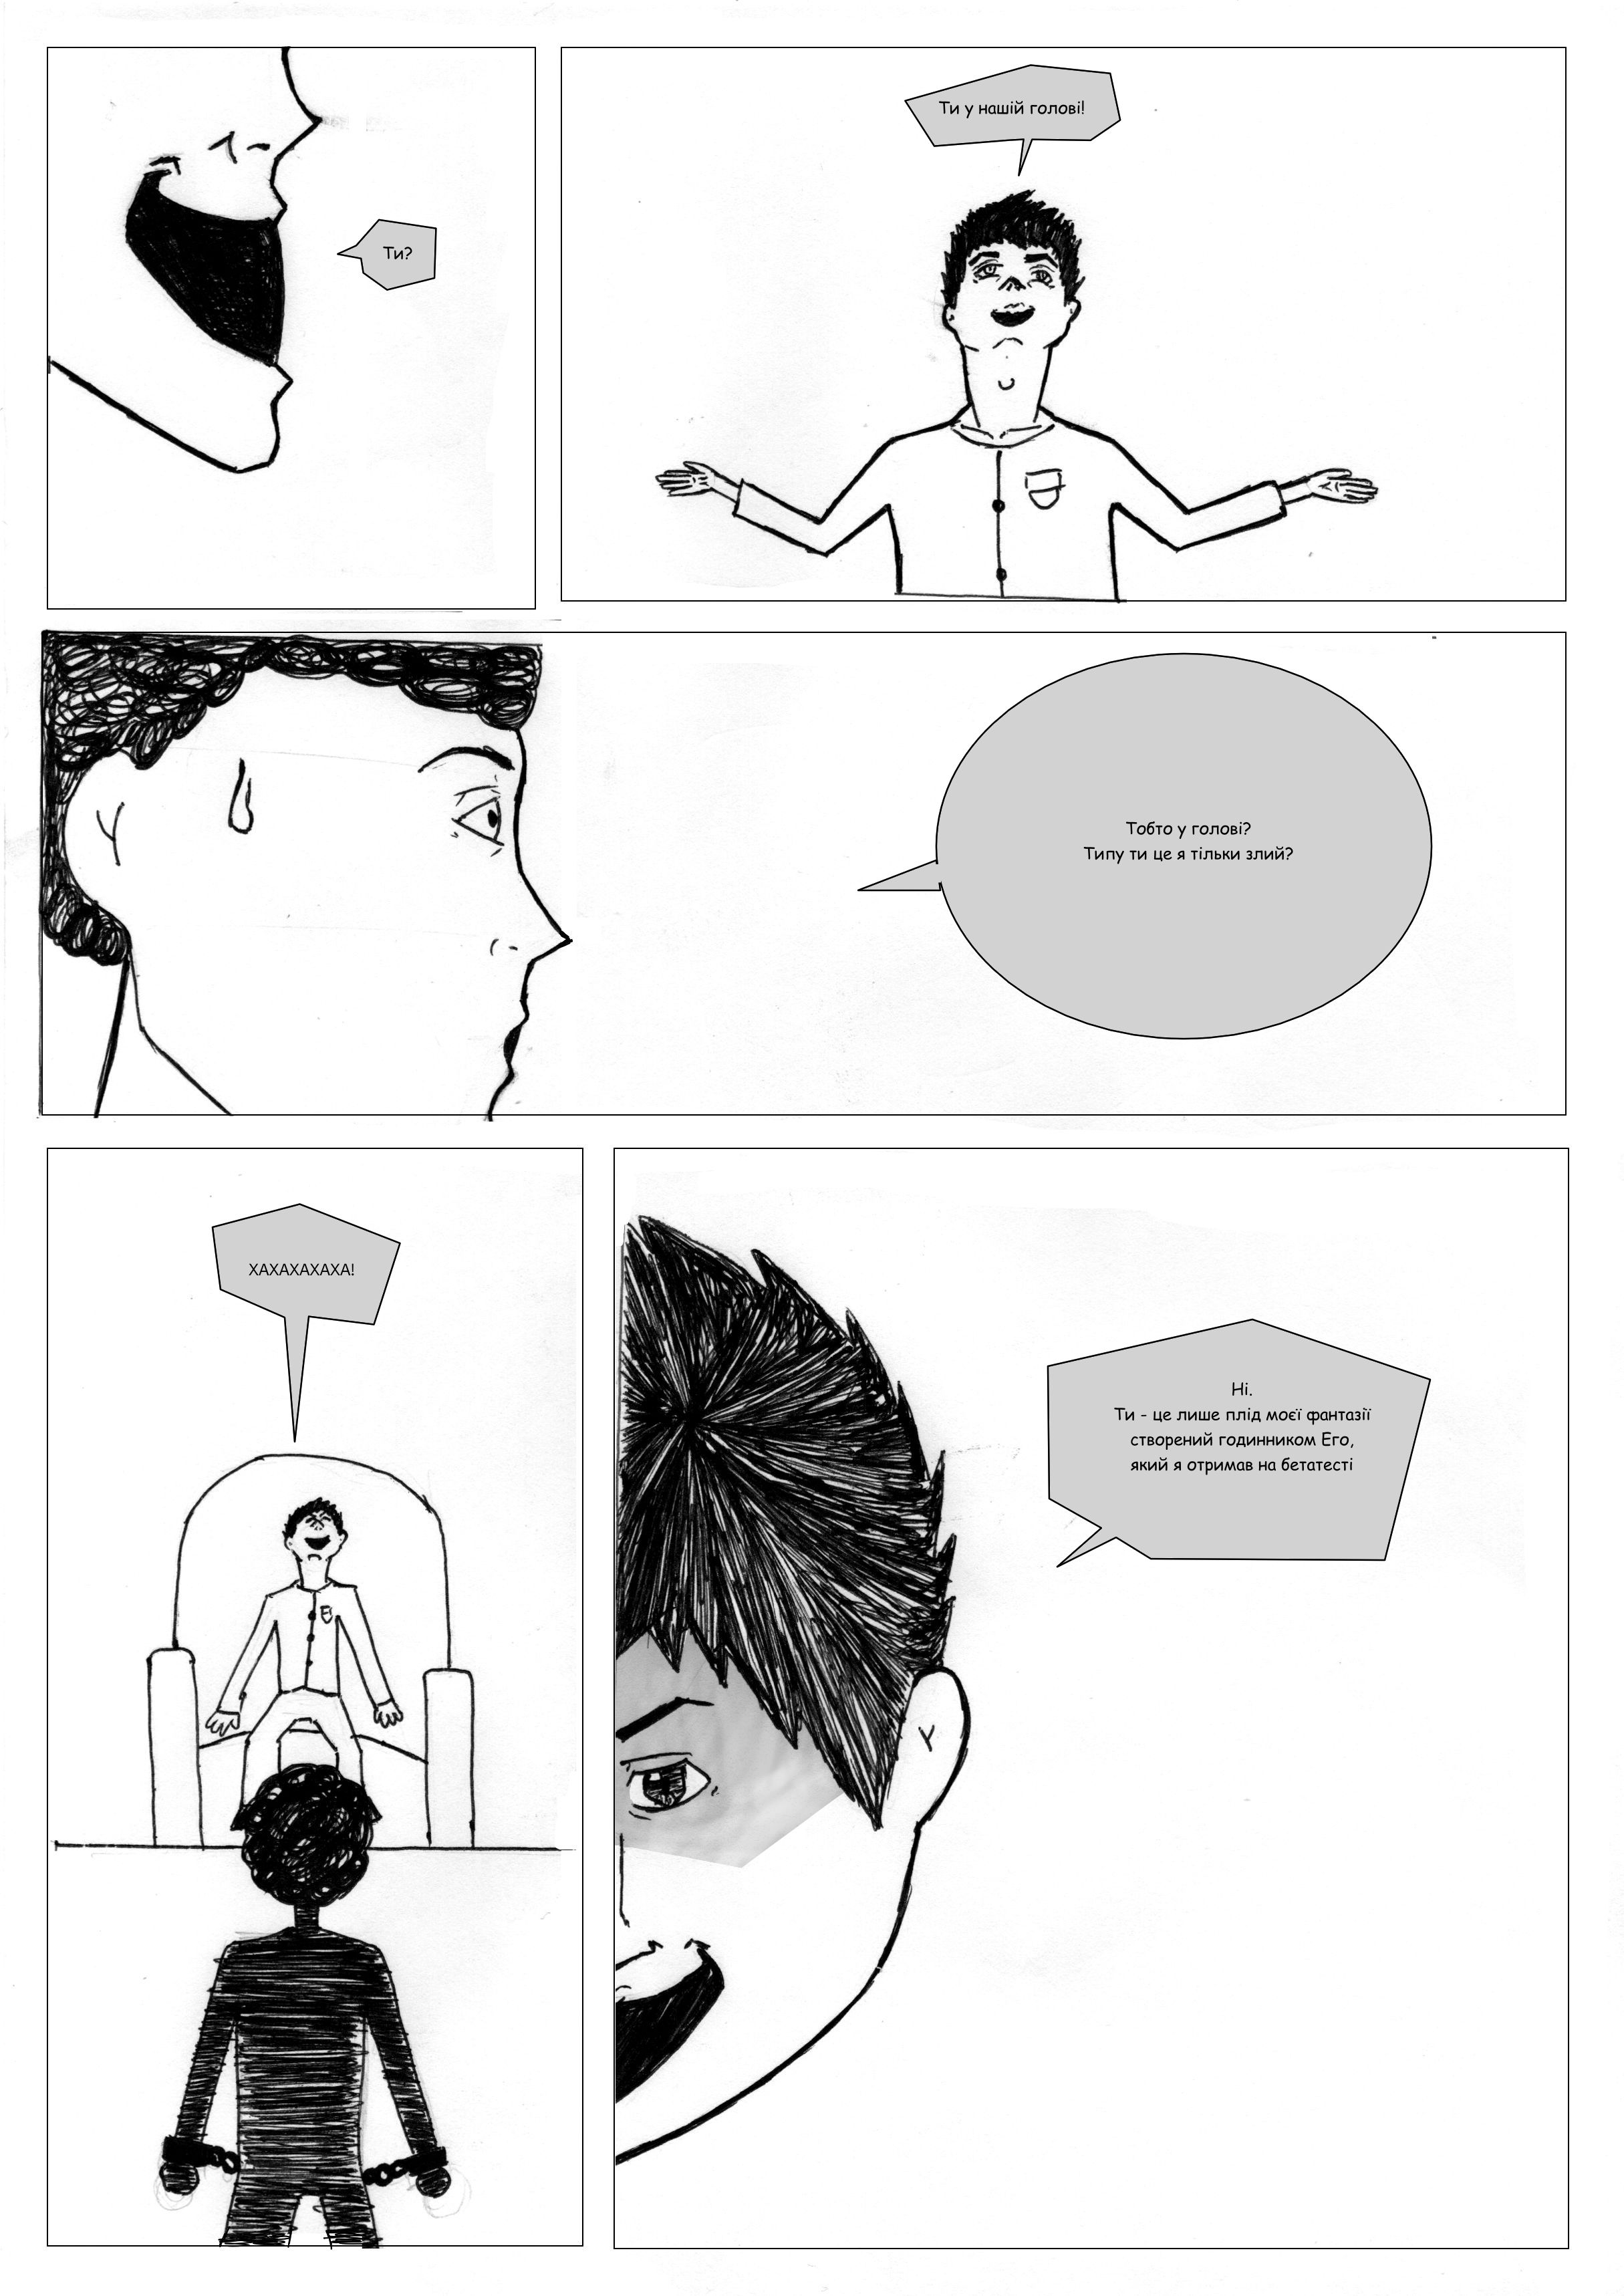 Ти?
Ти у нашій голові!
Тобто у голові?
Типу ти це я тільки злий?
ХАХАХАХАХА!
Ні.
Ти - це лише плід моєї фантазії
створений годинником Его,
який я отримав на бетатесті